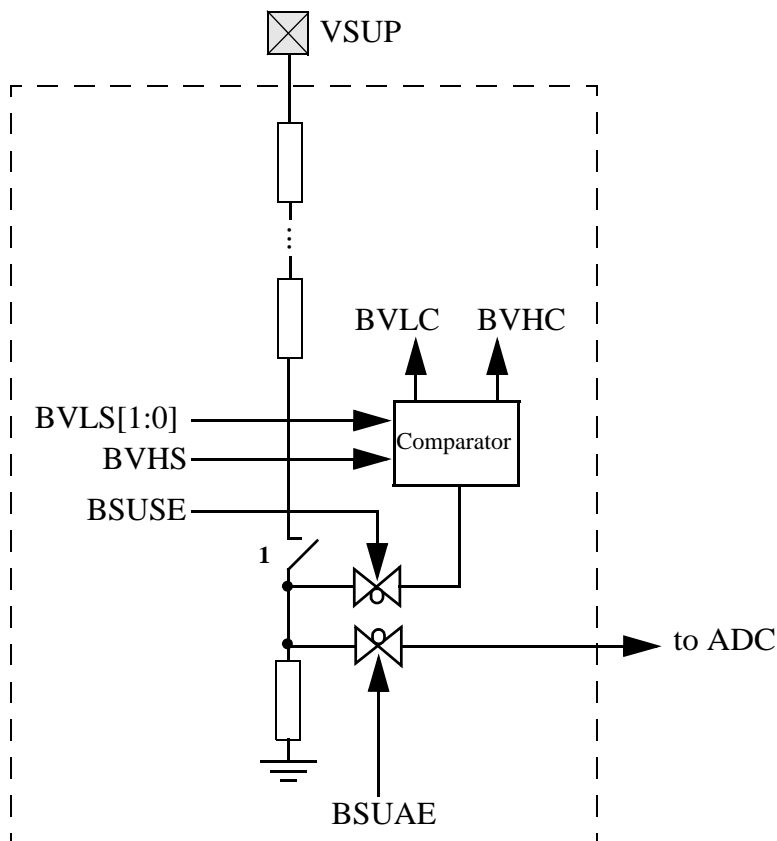 VSUP
BVLC
BVHC
BVLS[1:0]
Comparator
BVHS
BSUSE
1
to ADC
BSUAE